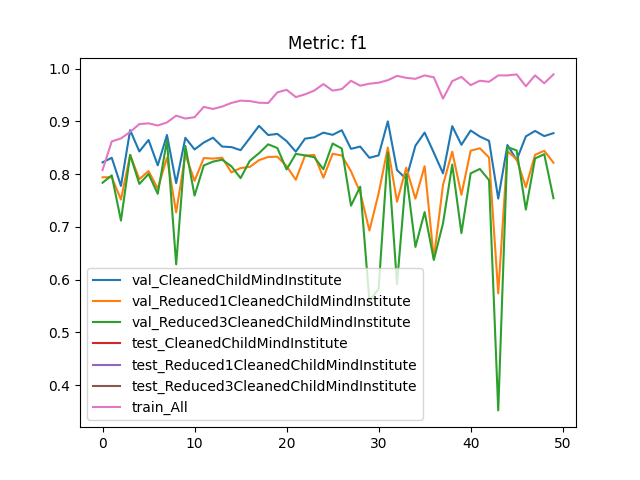 Metric: f1
1.0
0.9
0.8
0.7
0.6
0.5
0.4
val_CleanedChildMindInstitute
val_Reduced1CleanedChildMindInstitute
val_Reduced3CleanedChildMindInstitute
test_CleanedChildMindInstitute
test_Reduced1CleanedChildMindInstitute
test_Reduced3CleanedChildMindInstitute
train_All
0 10 20 30 40 50